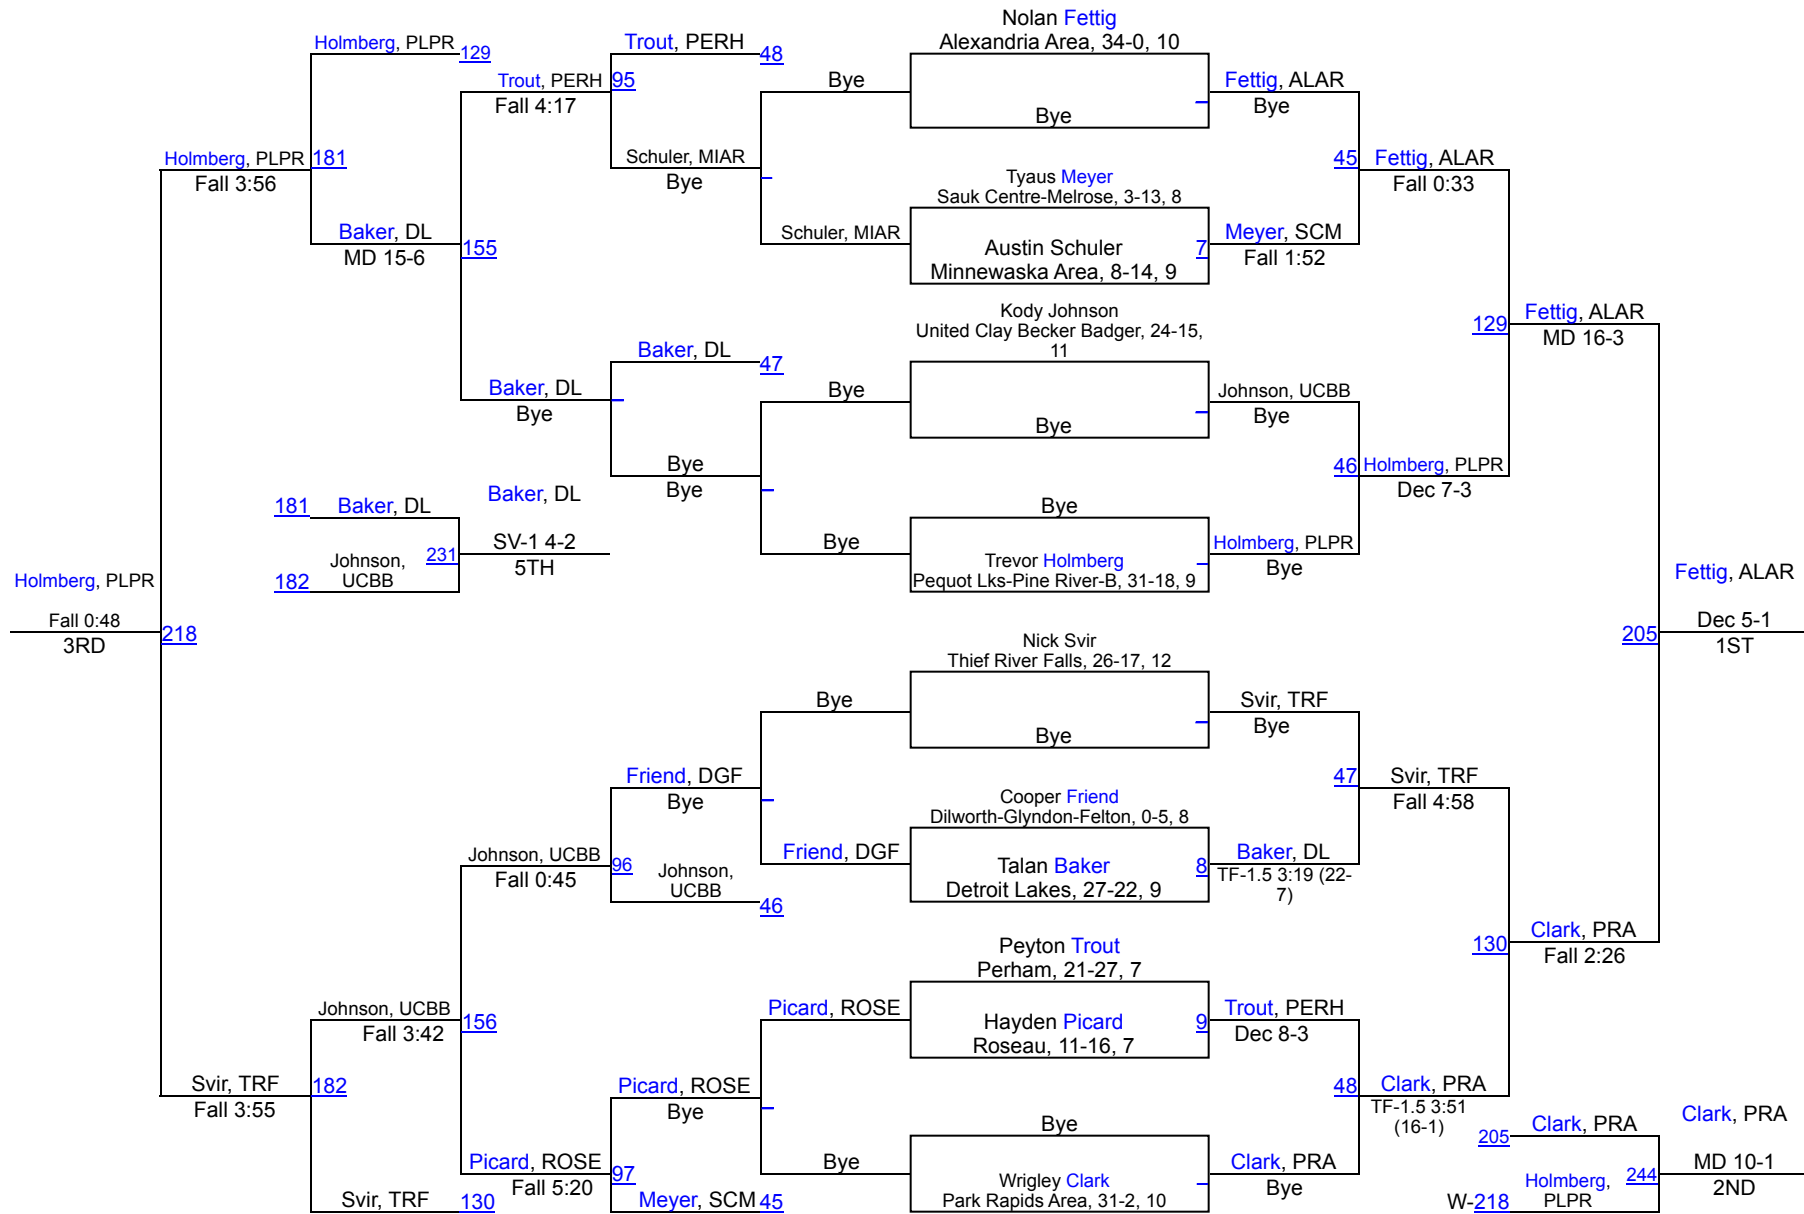 Nolan Fettig
Alexandria Area, 34-0, 10
Holmberg, PLPR
129
Trout, PERH
48
Trout, PERH
95
Fall 4:17
Bye
Bye
Fettig, ALAR
Bye
Holmberg, PLPR
181
Fall 3:56
Schuler, MIAR
Bye
Tyaus Meyer
Sauk Centre-Melrose, 3-13, 8
45
Fettig, ALAR
Fall 0:33
Baker, DL
MD 15-6
155
Schuler, MIAR
Austin Schuler
Minnewaska Area, 8-14, 9
7
Meyer, SCM
Fall 1:52
Kody Johnson
United Clay Becker Badger, 24-15,
11
129
Fettig, ALAR
MD 16-3
Baker, DL
47
Baker, DL
Bye
Bye
Bye
Johnson, UCBB
Bye
Bye
Bye
46
Holmberg, PLPR
Dec 7-3
181
Baker, DL
Baker, DL
Bye
Johnson,
UCBB
231
SV-1 4-2
5TH
182
Bye
Trevor Holmberg
Pequot Lks-Pine River-B, 31-18, 9
Holmberg, PLPR
Bye
Holmberg, PLPR
Fall 0:48
3RD
218
Fettig, ALAR
205
Dec 5-1
1ST
Nick Svir
Thief River Falls, 26-17, 12
Bye
Bye
Svir, TRF
Bye
Friend, DGF
Bye
Cooper Friend
Dilworth-Glyndon-Felton, 0-5, 8
47
Svir, TRF
Fall 4:58
Johnson, UCBB
Fall 0:45
96
Johnson,
UCBB
46
Friend, DGF
Talan Baker
Detroit Lakes, 27-22, 9
8
Baker, DL
TF-1.5 3:19 (22-
7)
Peyton Trout
Perham, 21-27, 7
130
Clark, PRA
Fall 2:26
Johnson, UCBB
Fall 3:42
156
Picard, ROSE
Hayden Picard
Roseau, 11-16, 7
9
Trout, PERH
Dec 8-3
Svir, TRF
Fall 3:55
182
Picard, ROSE
Bye
48
Clark, PRA
TF-1.5 3:51
(16-1)
Bye
Picard, ROSE
Fall 5:20
97
Bye
Wrigley Clark
Park Rapids Area, 31-2, 10
Clark, PRA
Bye
Svir, TRF
130
Meyer, SCM
45
205
Clark, PRA
Clark, PRA
Holmberg,
PLPR
244
MD 10-1
2ND
W-218